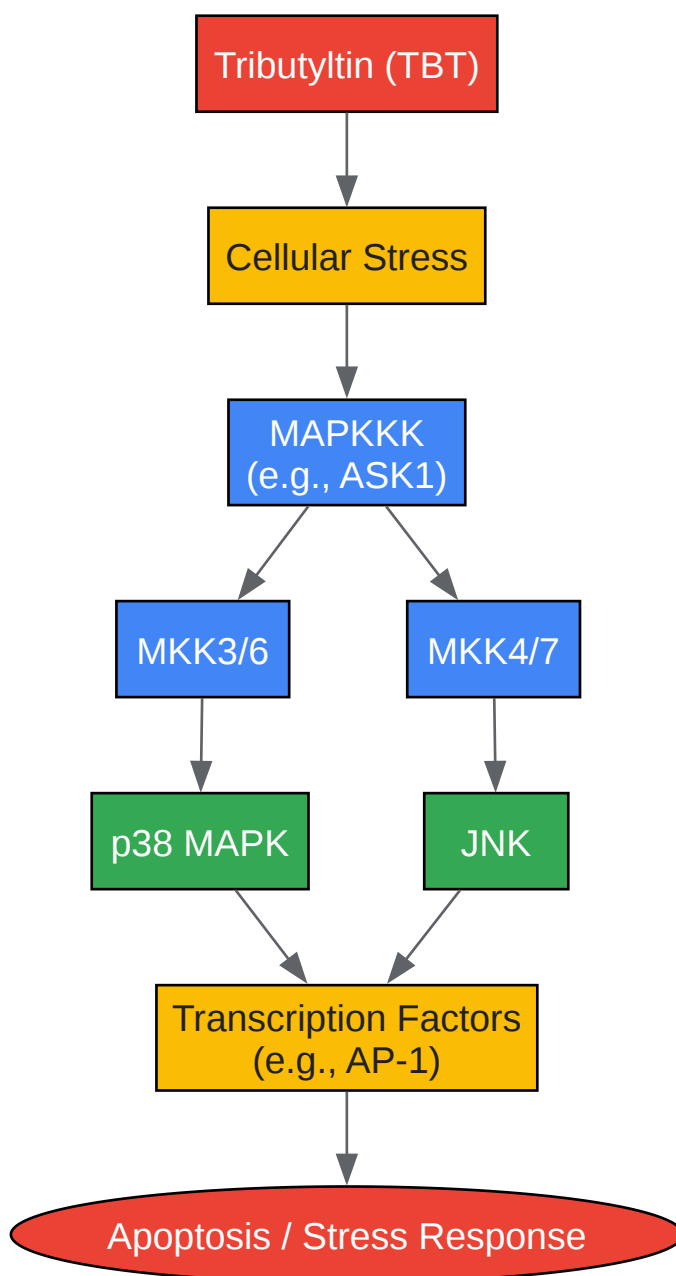 Tributyltin (TBT)
Cellular Stress
MAPKKK
(e.g., ASK1)
MKK3/6
MKK4/7
p38 MAPK
JNK
Transcription Factors
(e.g., AP-1)
Apoptosis / Stress Response